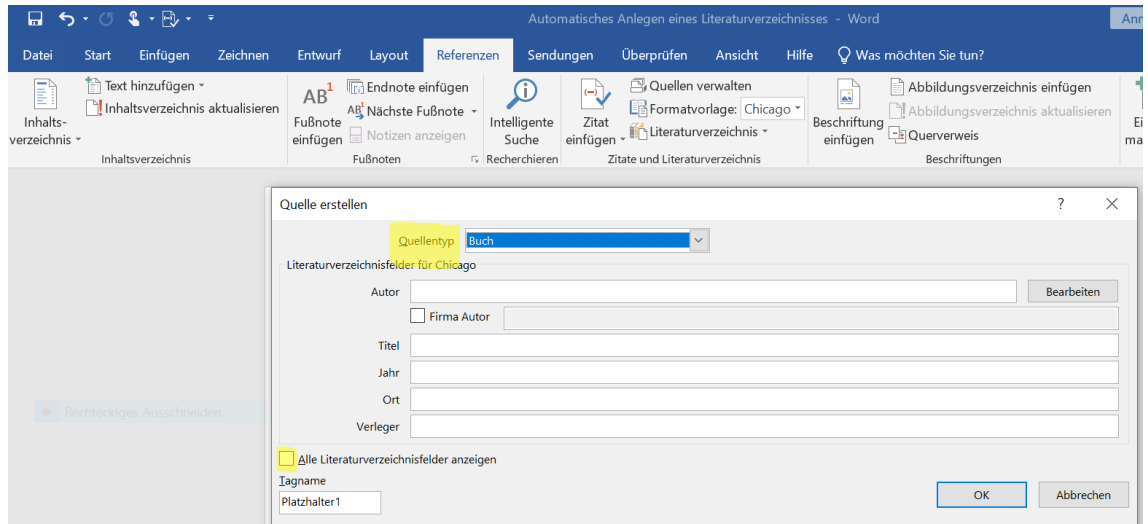 Automatisches Anlegen eines Literaturverzeichnisses - Word
Datei Start Einfügen Zeichnen Entwurf Layout Referenzen Sendungen Überprüfen Ansicht Hilfe Was möchten Sie tun?
Inhalts-
verzeichnis
Text hinzufügen
Inhaltsverzeichnis aktualisieren
Inhaltsverzeichnis
AB1
Fußnote
einfügen
Endnote einfügen
Nächste Fußnote
Notizen anzeigen
Fußnoten
Intelligente
Suche
Recherchieren
Zitat
einfügen
Quellen verwalten
Formatvorlage: Chicago
Literaturverzeichnis
Zitate und Literaturverzeichnis
Beschriftung
einfügen
Abbildungsverzeichnis einfügen
Abbildungsverzeichnis aktualisieren
Querverweis
Beschriftungen
Quelle erstellen ?
Quellentyp Buch
Literaturverzeichnisfelder für Chicago
Autor Bearbeiten
Firma Autor
Titel
Jahr
Ort
Verleger
Rechteckiges Ausschneiden
Alle Literaturverzeichnisfelder anzeigen
Tagname
Platzhalter1
OK Abbrechen